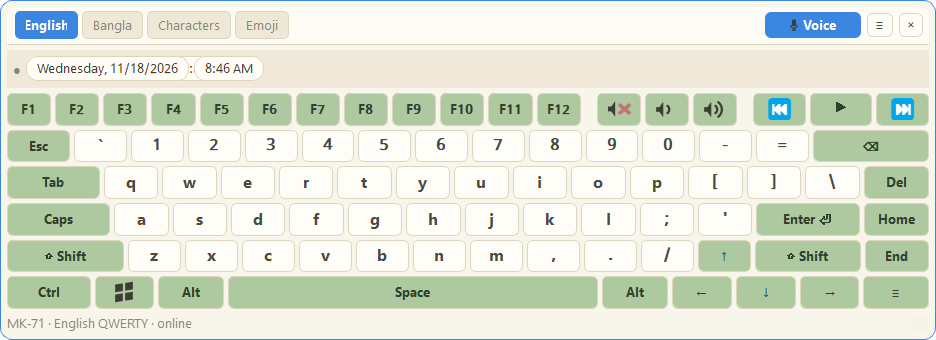 English Bangla Characters Emoji Voice ≡ ×
• Wednesday, 11/18/2026 : 8:46 AM
F1 F2 F3 F4 F5 F6 F7 F8 F9 F10 F11 F12
Esc ` 1 2 3 4 5 6 7 8 9 0 - = ⌫
Tab q w e r t y u i o p [ ] \ Del
Caps a s d f g h j k l ; ' Enter Home
⇧ Shift z x c v b n m , . / ↑ ⇧ Shift End
Ctrl Alt Space Alt ← ↓ → ≡
MK-71 · English QWERTY · online